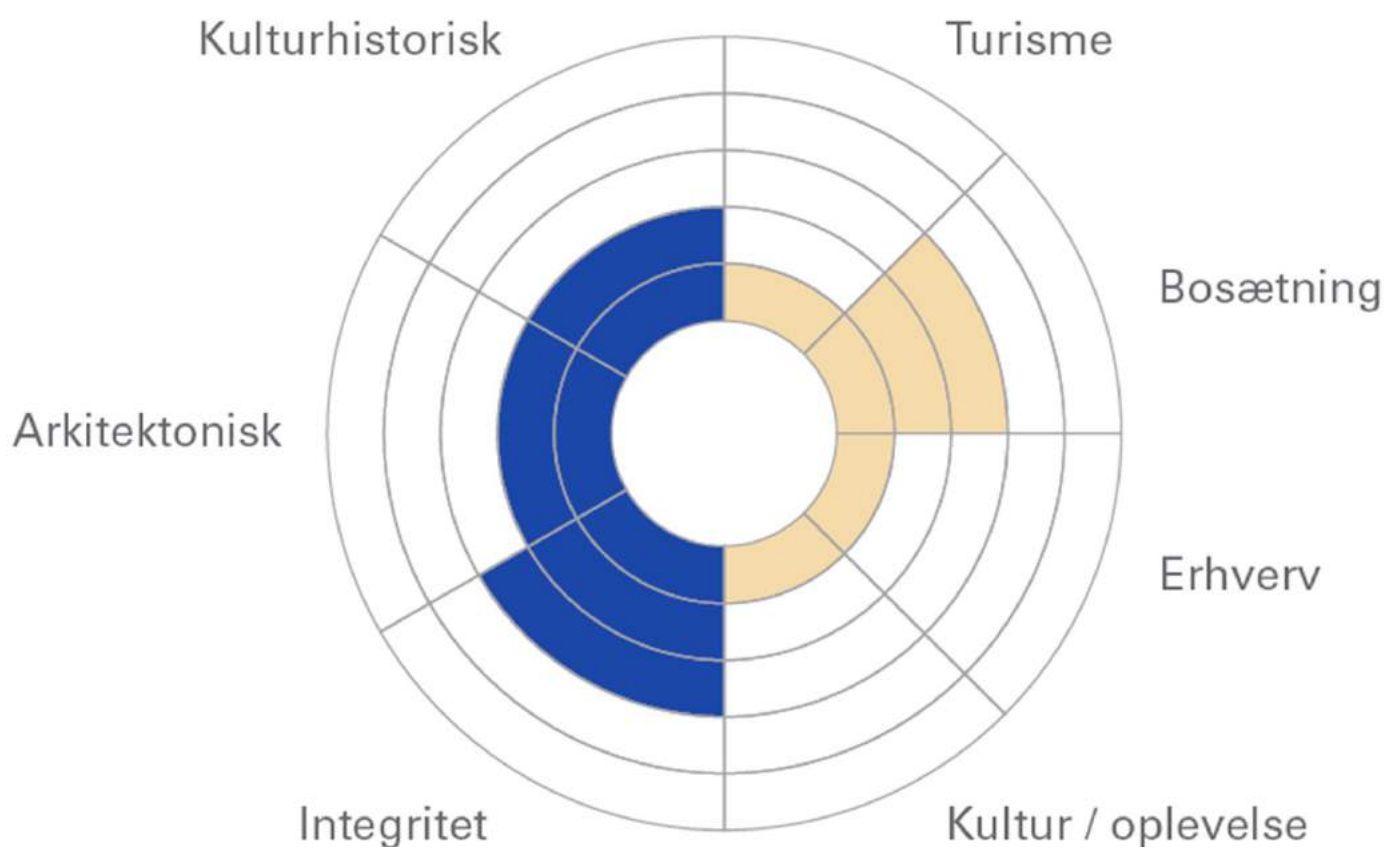 Kulturhistorisk
Turisme
Bosætning
Arkitektonisk
Erhverv
Integritet
Kultur / oplevelse